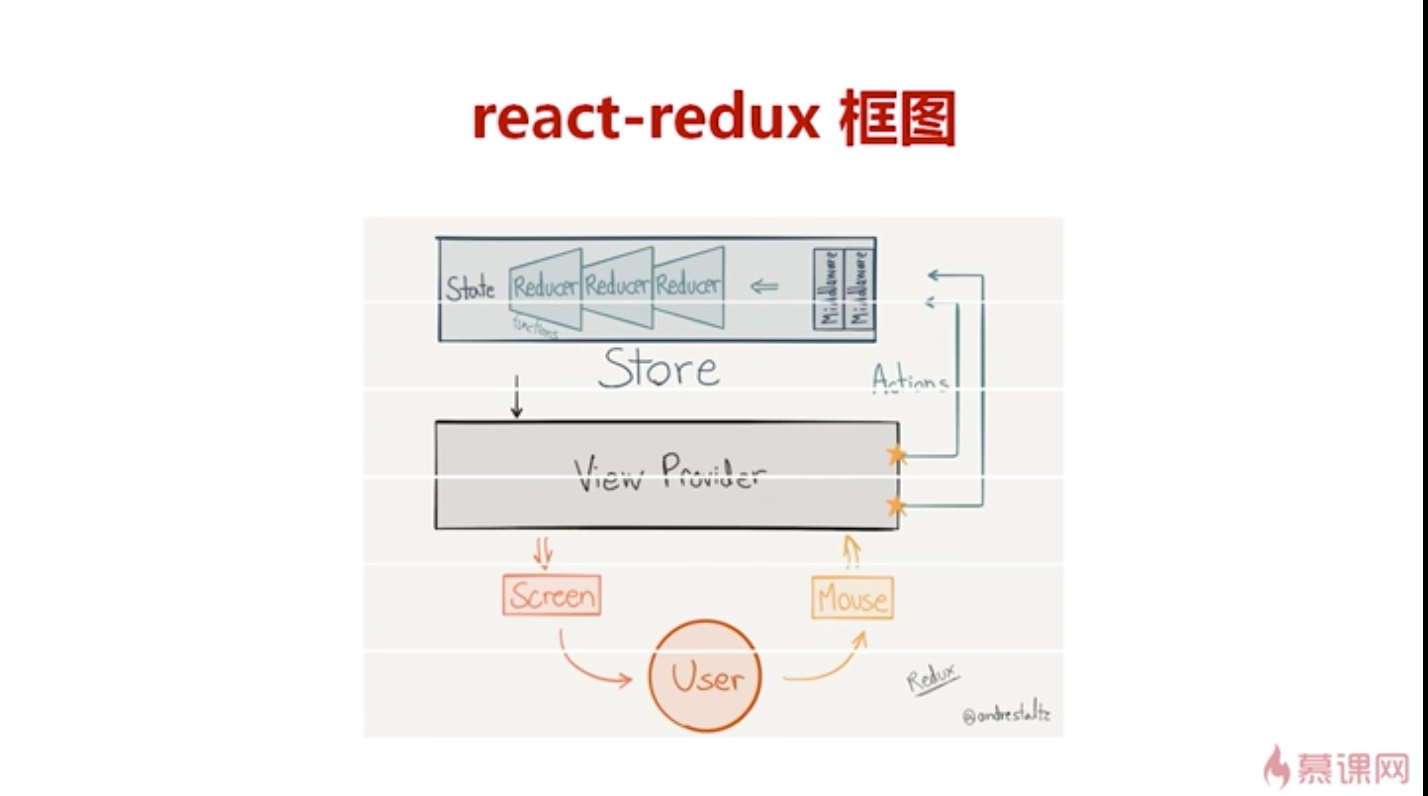 react-redux 框图
State
Reducer
Reducer
Reducer
functions
Middleware
Middleware
Store
Actions
View Provider
Screen
Mouse
User
Redux
@andrestaltz
慕课网